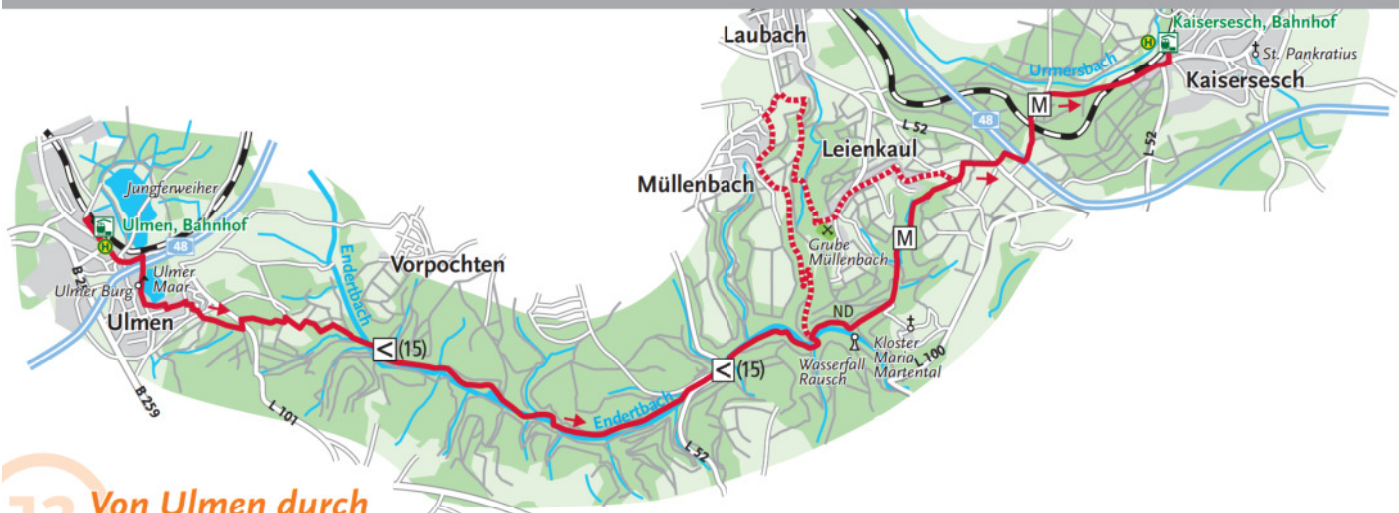 Laubach
Kaisersesch, Bahnhof
H
St. Pankratius
Urmersbach
Kaisersesch
M
48
L 52
L 52
Leienkaul
Müllenbach
Jungferweiher
Ulmen, Bahnhof
H
48
Endertbach
Vorpochten
M
Grube
Müllenbach
Ulmer
Maar
Ulmer Burg
Ulmen
ND
< (15)
< (15)
Wasserfall
Rausch
Kloster
Maria
Martental
L 100
B 259
L 101
Endertbach
L 52
Von Ulmen durch